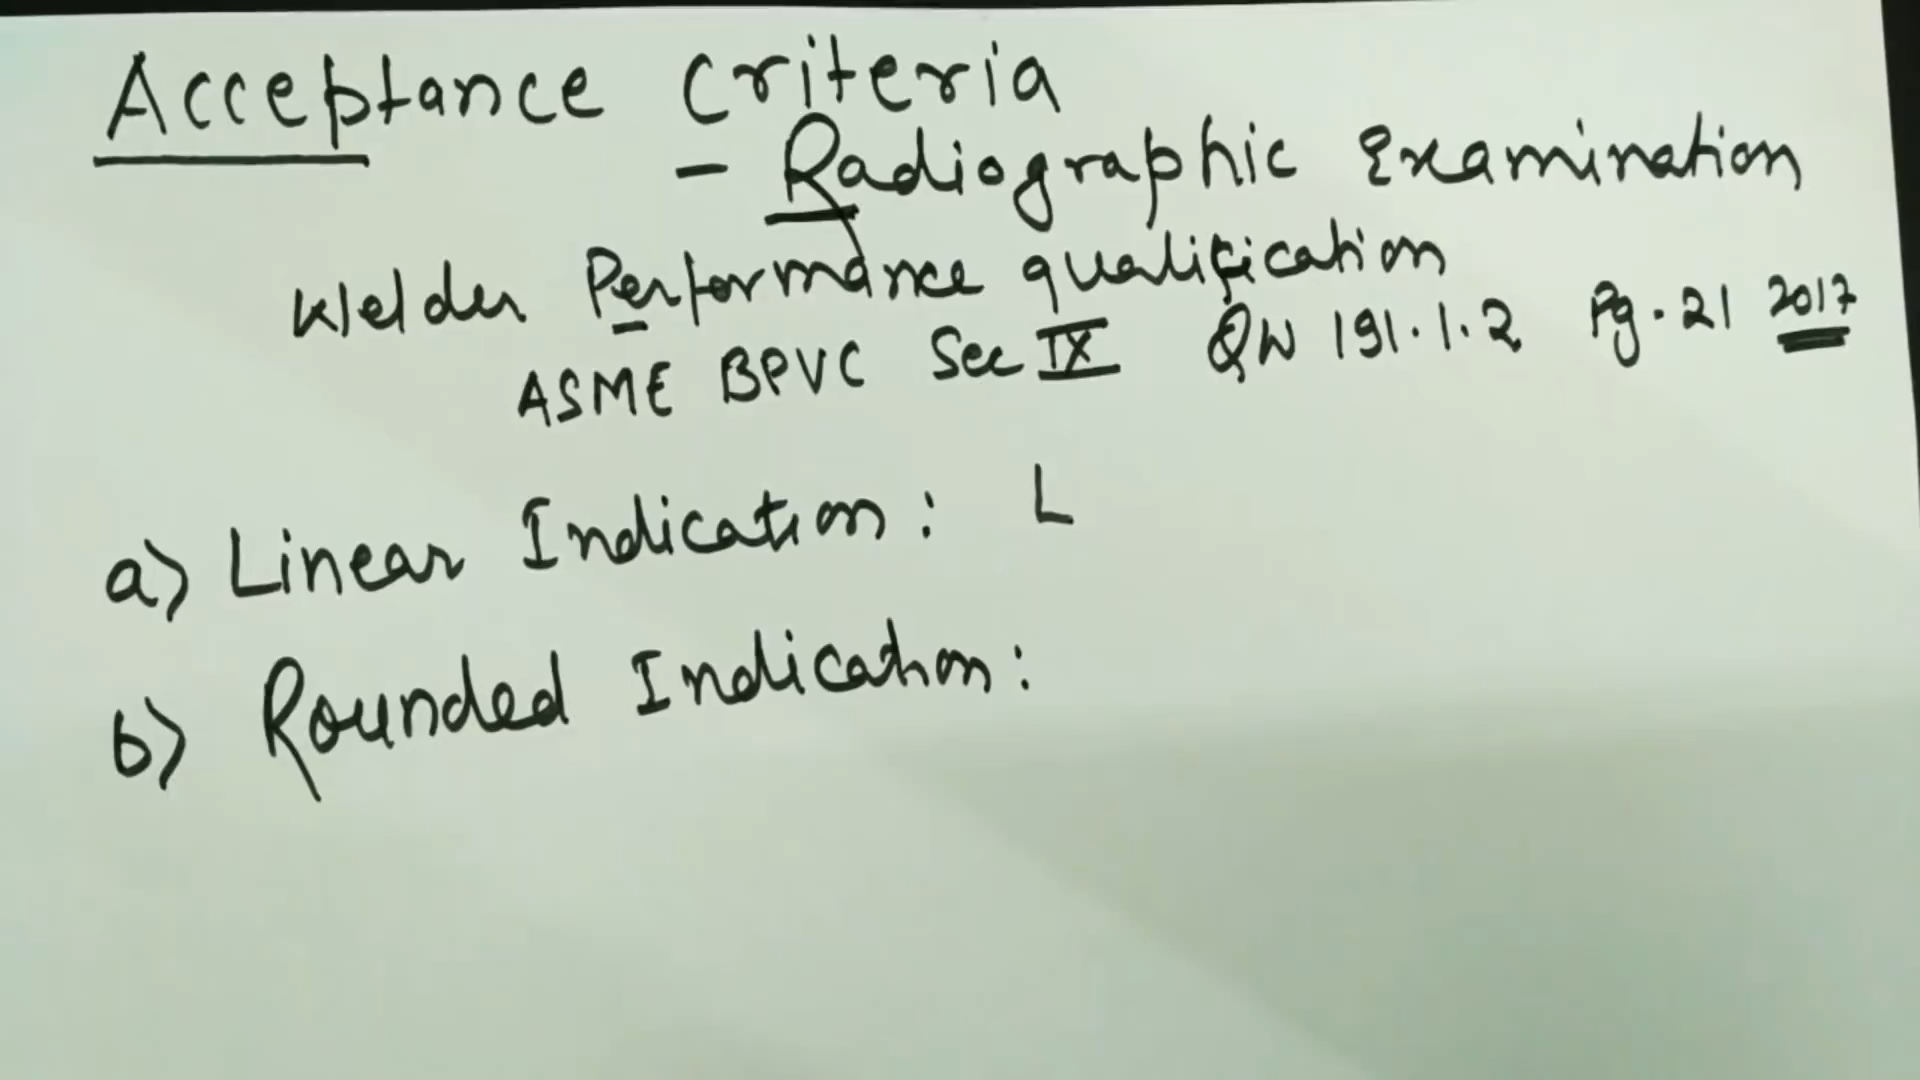 Acceptance Criteria
- Radiographic Examination
Welder Performance qualification
ASME BPVC Sec IX QW 191.1.2 Pg. 21 2017
a) Linear Indication: L
b) Rounded Indication: